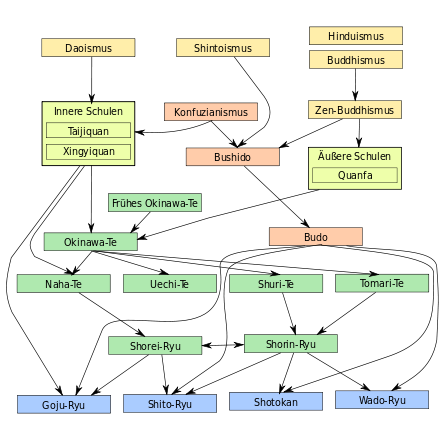 Hinduismus
Daoismus
Shintoismus
Buddhismus
Innere Schulen
Konfuzianismus
Zen-Buddhismus
Taijiquan
Xingyiquan
Bushido
Äußere Schulen
Quanfa
Frühes Okinawa-Te
Okinawa-Te
Budo
Naha-Te
Uechi-Te
Shuri-Te
Tomari-Te
Shorei-Ryu
Shorin-Ryu
Goju-Ryu
Shito-Ryu
Shotokan
Wado-Ryu